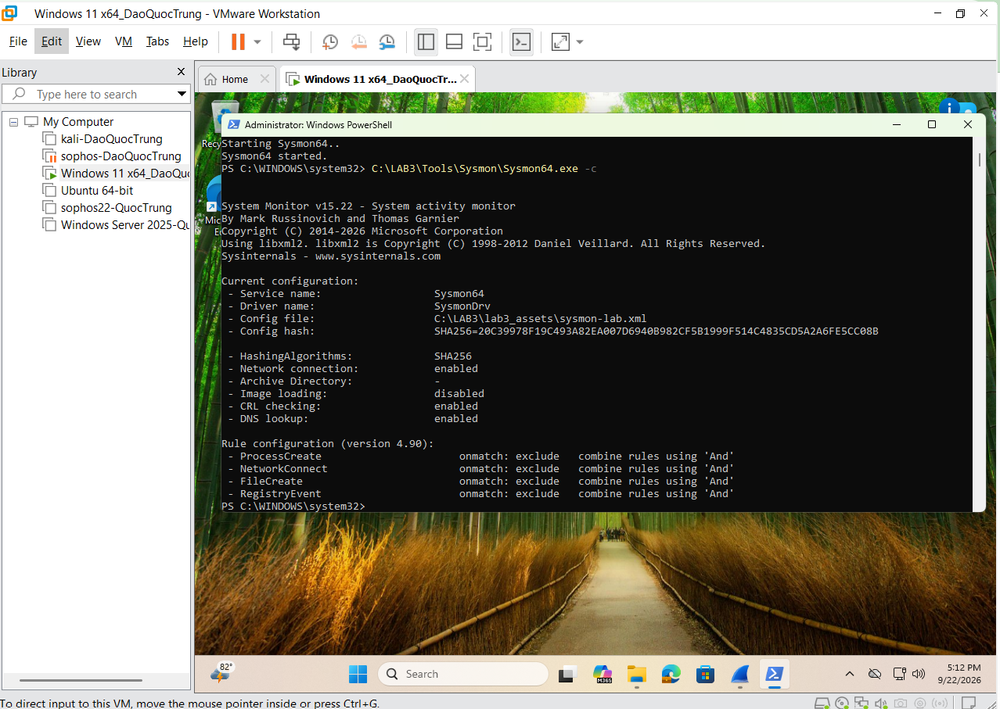 Windows 11 x64_DaoQuocTrung - VMware Workstation
File Edit View VM Tabs Help
Library
Type here to search
My Computer
kali-DaoQuocTrung
sophos-DaoQuocTrung
Windows 11 x64_DaoQuo
Ubuntu 64-bit
sophos22-QuocTrung
Windows Server 2025-Qu
Home
Windows 11 x64_DaoQuocTr...
Recy
Mic
E
Administrator: Windows PowerShell
Starting Sysmon64..
Sysmon64 started.
PS C:\WINDOWS\system32> C:\LAB3\Tools\Sysmon\Sysmon64.exe -c
System Monitor v15.22 - System activity monitor
By Mark Russinovich and Thomas Garnier
Copyright (C) 2014-2026 Microsoft Corporation
Using libxml2. libxml2 is Copyright (C) 1998-2012 Daniel Veillard. All Rights Reserved.
Sysinternals - www.sysinternals.com
Current configuration:
- Service name: Sysmon64
- Driver name: SysmonDrv
- Config file: C:\LAB3\lab3_assets\sysmon-lab.xml
- Config hash: SHA256=20C39978F19C493A82EA007D6940B982CF5B1999F514C4835CD5A2A6FE5CC08B
- HashingAlgorithms: SHA256
- Network connection: enabled
- Archive Directory: -
- Image loading: disabled
- CRL checking: enabled
- DNS lookup: enabled
Rule configuration (version 4.90):
- ProcessCreate onmatch: exclude combine rules using 'And'
- NetworkConnect onmatch: exclude combine rules using 'And'
- FileCreate onmatch: exclude combine rules using 'And'
- RegistryEvent onmatch: exclude combine rules using 'And'
PS C:\WINDOWS\system32>
82°
Search
M365
5:12 PM
9/22/2026
To direct input to this VM, move the mouse pointer inside or press Ctrl+G.